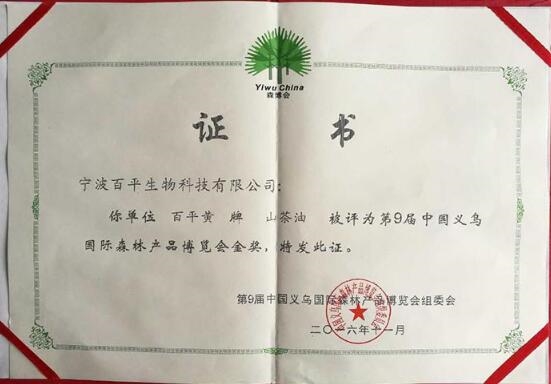 Yiwu China
森博会
证 书
宁波百平生物科技有限公司：
你单位 百平黄 牌 山茶油 被评为第9届中国义乌
国际森林产品博览会金奖，特发此证。
第9届中国义乌国际森林产品博览会组委会
二〇一六年十一月